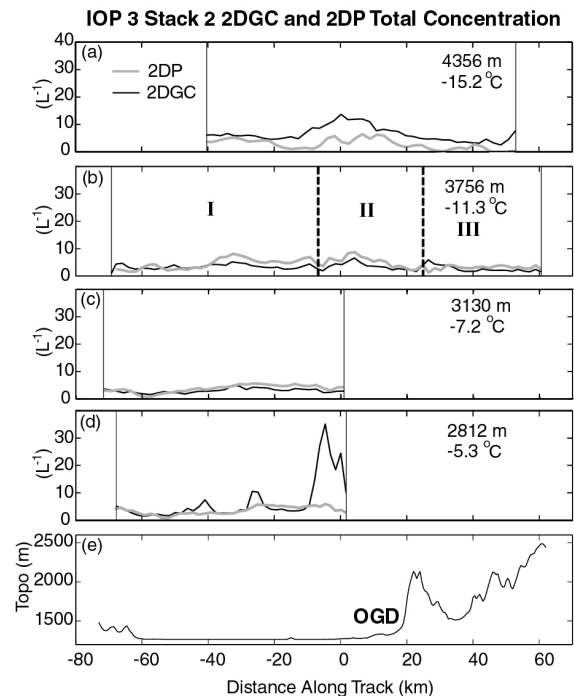 IOP 3 Stack 2 2DGC and 2DP Total Concentration
40
30
20
10
0
(L⁻¹)
(a)
2DP
2DGC
4356 m
-15.2 °C
30
20
10
0
(L⁻¹)
(b)
I
II
III
3756 m
-11.3 °C
30
20
10
0
(L⁻¹)
(c)
3130 m
-7.2 °C
30
20
10
0
(L⁻¹)
(d)
2812 m
-5.3 °C
2500
2000
1500
Topo (m)
(e)
OGD
-80 -60 -40 -20 0 20 40 60
Distance Along Track (km)